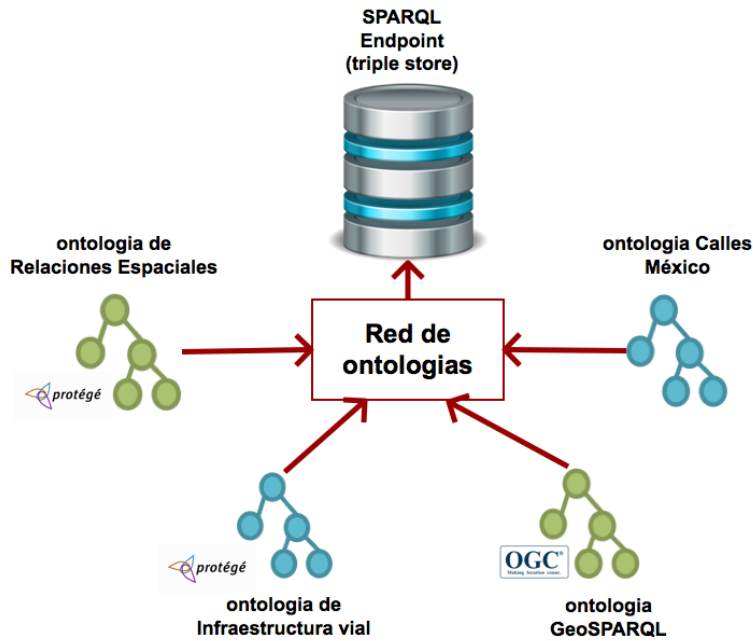 SPARQL
Endpoint
(triple store)
ontologia de
Relaciones Espaciales
ontologia Calles
México
Red de
ontologias
protégé
protégé
OGC®
Making location count.
ontologia de
Infraestructura vial
ontologia
GeoSPARQL